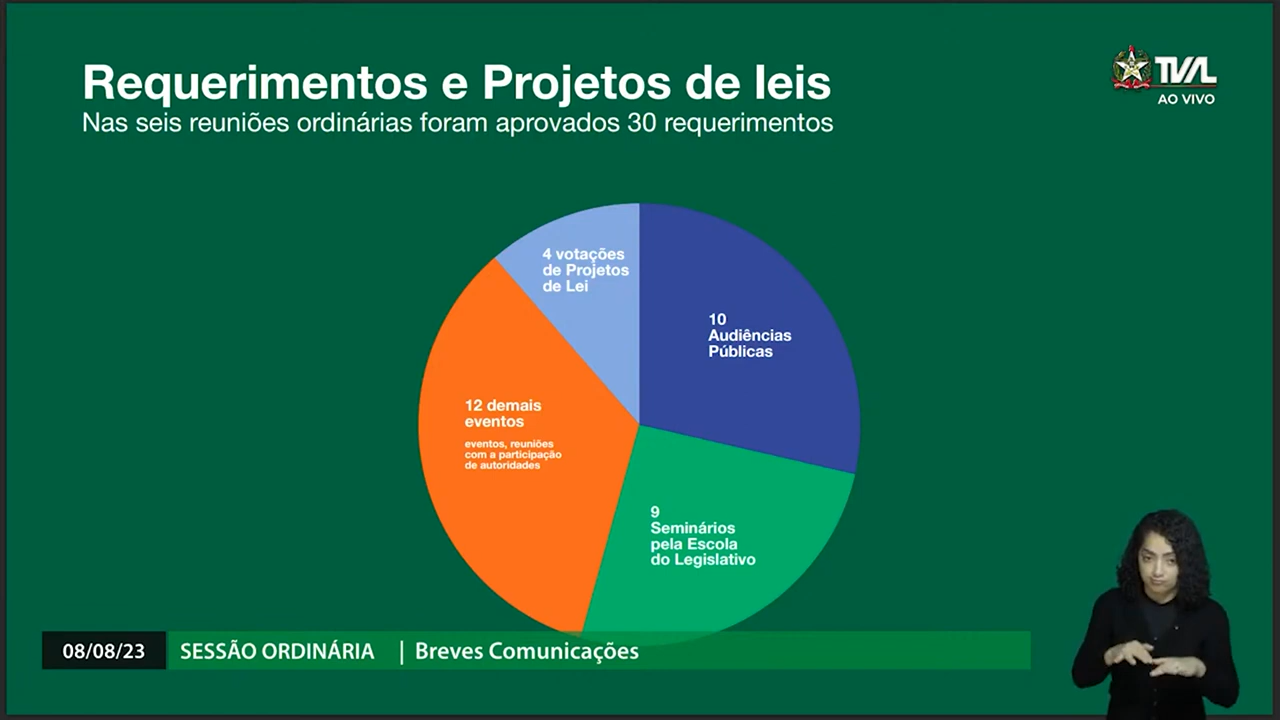 Requerimentos e Projetos de leis
Nas seis reuniões ordinárias foram aprovados 30 requerimentos
TVAL
AO VIVO
4 votações
de Projetos
de Lei
10
Audiências
Públicas
12 demais
eventos
eventos, reuniões
com a participação
de autoridades
9
Seminários
pela Escola
do Legislativo
08/08/23 SESSÃO ORDINÁRIA | Breves Comunicações